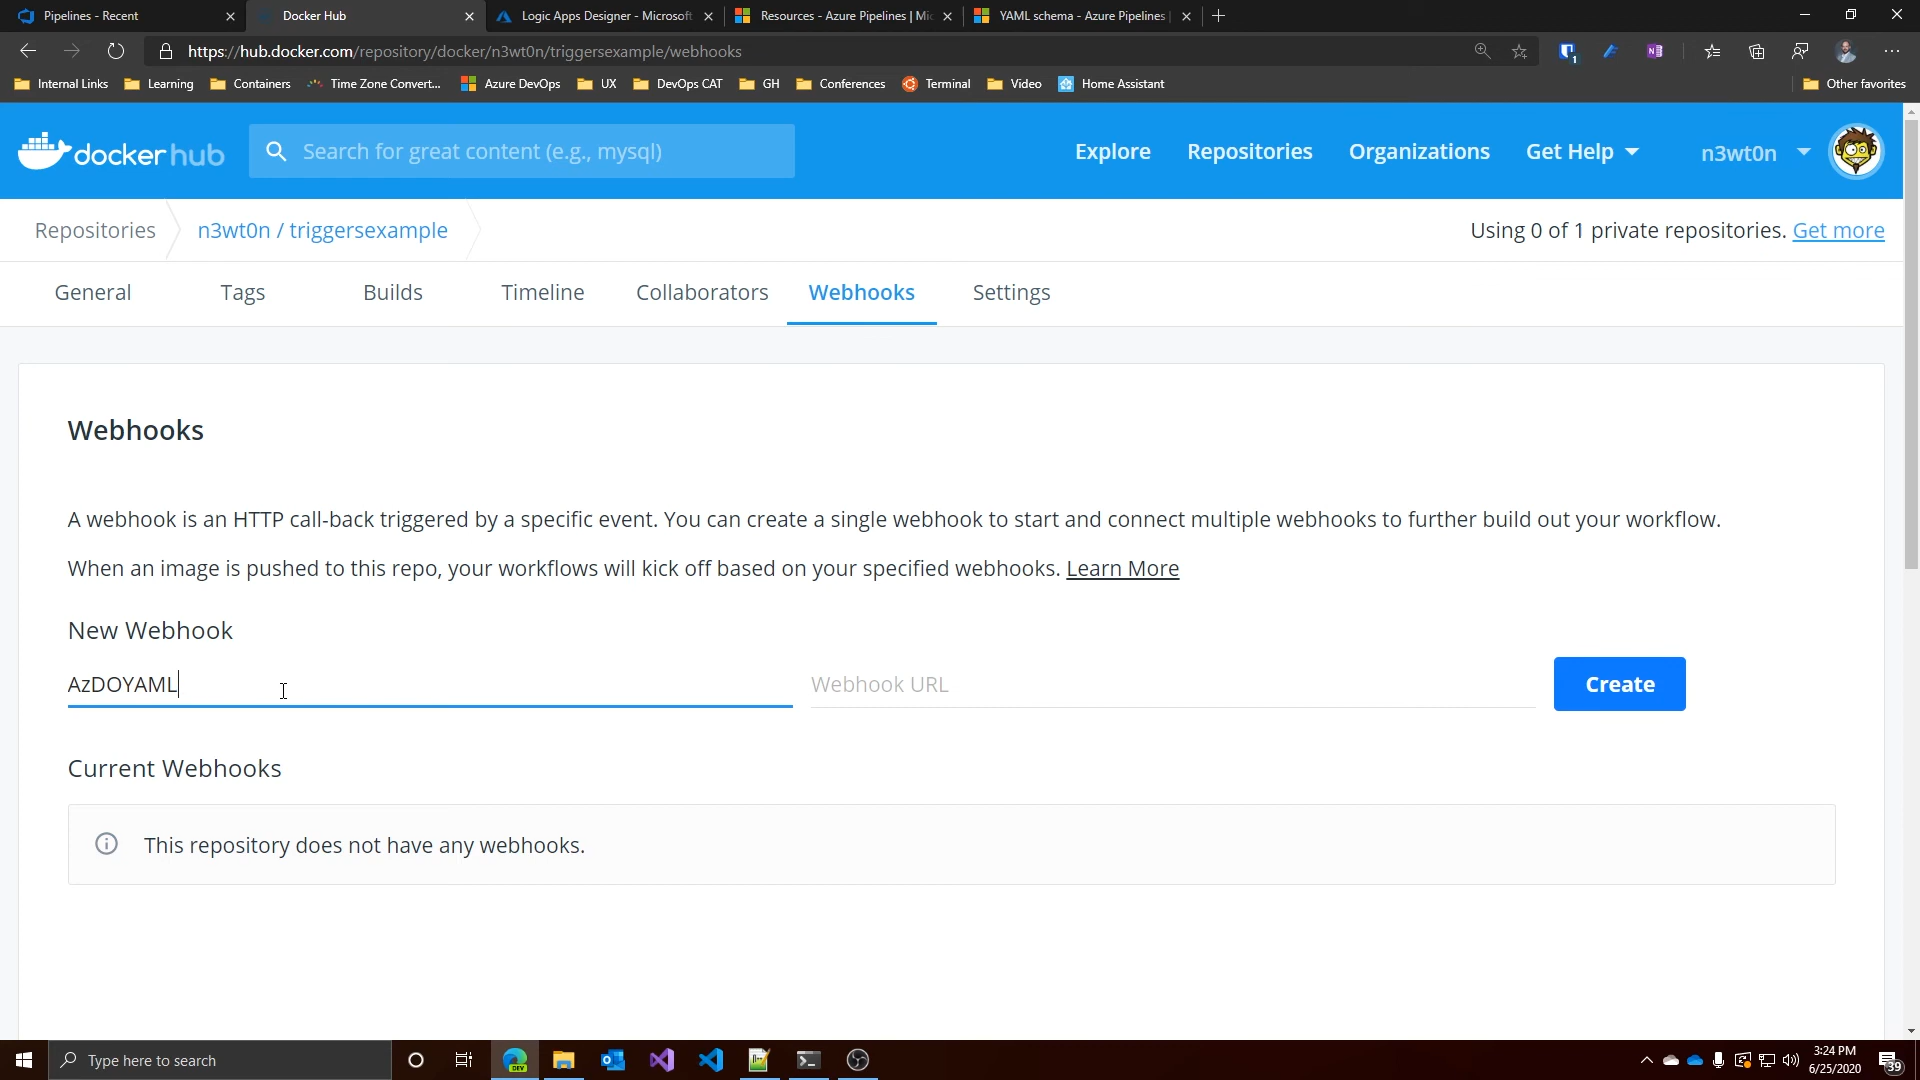 Pipelines - Recent
Docker Hub
Logic Apps Designer - Microsoft
Resources - Azure Pipelines | Mic
YAML schema - Azure Pipelines |
https://hub.docker.com/repository/docker/n3wt0n/triggersexample/webhooks
1
N
Internal Links
Learning
Containers
Time Zone Convert...
Azure DevOps
UX
DevOps CAT
GH
Conferences
Terminal
Video
Home Assistant
Other favorites
docker hub
Search for great content (e.g., mysql)
Explore
Repositories
Organizations
Get Help
n3wt0n
Repositories
n3wt0n / triggersexample
Using 0 of 1 private repositories. Get more
General
Tags
Builds
Timeline
Collaborators
Webhooks
Settings
Webhooks
A webhook is an HTTP call-back triggered by a specific event. You can create a single webhook to start and connect multiple webhooks to further build out your workflow.
When an image is pushed to this repo, your workflows will kick off based on your specified webhooks. Learn More
New Webhook
AzDOYAML
Webhook URL
Create
Current Webhooks
This repository does not have any webhooks.
Type here to search
DEV
3:24 PM
6/25/2020
39